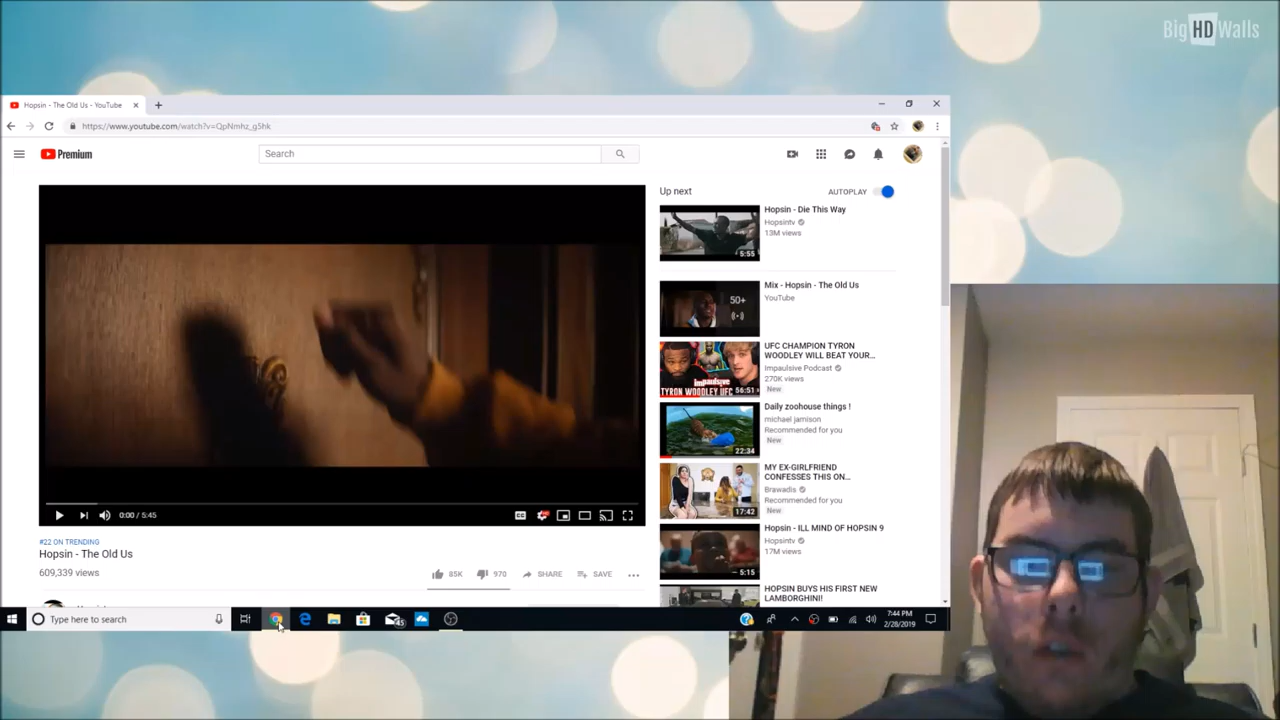 Big HD Walls
Hopsin - The Old Us - YouTube
https://www.youtube.com/watch?v=QpNmhz_g5hk
Premium
Search
Up next
AUTOPLAY
Hopsin - Die This Way
Hopsintv
13M views
5:55
Mix - Hopsin - The Old Us
YouTube
50+
UFC CHAMPION TYRON
WOODLEY WILL BEAT YOUR...
Impaulsive Podcast
270K views
New
impaulsive
TYRON WOODLEY UFC
56:51
Daily zoohouse things !
michael jamison
Recommended for you
New
22:34
MY EX-GIRLFRIEND
CONFESSES THIS ON...
Brawadis
Recommended for you
New
17:42
Hopsin - ILL MIND OF HOPSIN 9
Hopsintv
17M views
5:15
HOPSIN BUYS HIS FIRST NEW
LAMBORGHINI!
0:00 / 5:45
CC
#22 ON TRENDING
Hopsin - The Old Us
609,339 views
85K
970
SHARE
SAVE
Type here to search
7:44 PM
2/28/2019